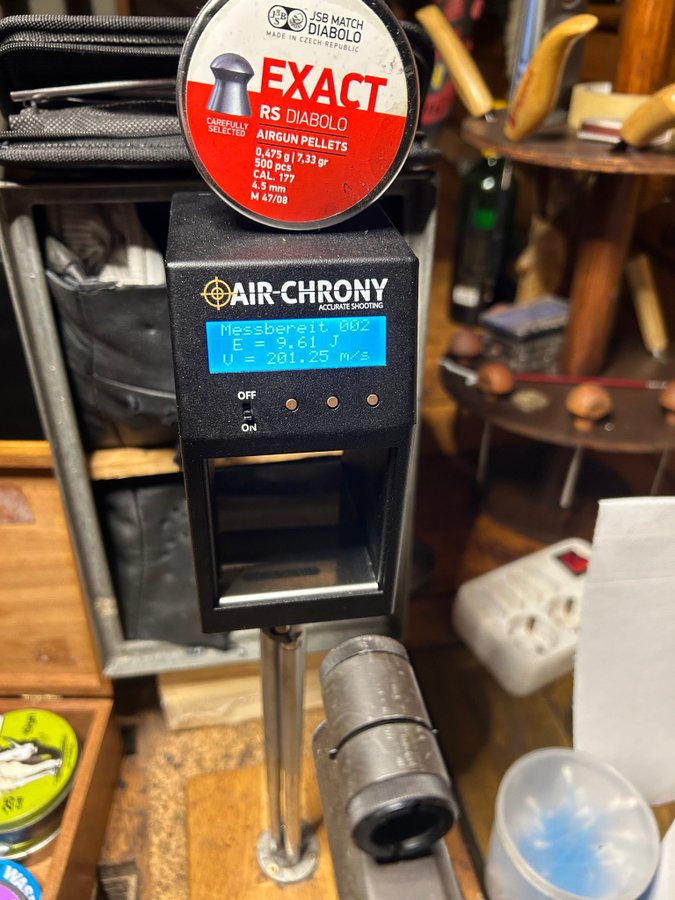 JSB MATCH
DIABOLO
MADE IN CZECH REPUBLIC
EXACT
RS DIABOLO
CAREFULLY
SELECTED
AIRGUN PELLETS
0,475 g | 7,33 gr
500 pcs
CAL. 177
4.5 mm
M 47/08
AIR-CHRONY
ACCURATE SHOOTING
Messbereit 002
E = 9.61 J
V = 201.25 m/s
OFF
ON